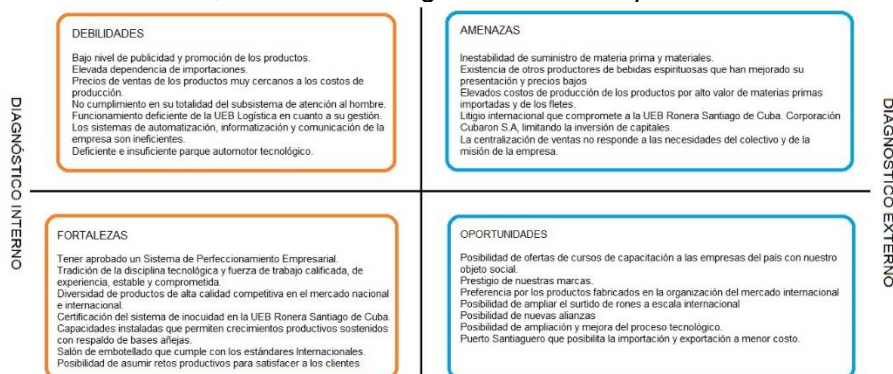 DEBILIDADES
Bajo nivel de publicidad y promoción de los productos.
Elevada dependencia de importaciones.
Precios de ventas de los productos muy cercanos a los costos de
producción.
No cumplimiento en su totalidad del subsistema de atención al hombre.
Funcionamiento deficiente de la UEB Logística en cuanto a su gestión.
Los sistemas de automatización, informatización y comunicación de la
empresa son ineficientes.
Deficiente e insuficiente parque automotor tecnológico.
AMENAZAS
Inestabilidad de suministro de materia prima y materiales.
Existencia de otros productores de bebidas espirituosas que han mejorado su
presentación y precios bajos
Elevados costos de producción de los productos por alto valor de materias primas
importadas y de los fletes.
Litigio internacional que compromete a la UEB Ronera Santiago de Cuba. Corporación
Cubaron S.A, limitando la inversión de capitales.
La centralización de ventas no responde a las necesidades del colectivo y de la
misión de la empresa.
DIAGNÓSTICO INTERNO
DIAGNÓSTICO EXTERNO
FORTALEZAS
Tener aprobado un Sistema de Perfeccionamiento Empresarial.
Tradición de la disciplina tecnológica y fuerza de trabajo calificada, de
experiencia, estable y comprometida.
Diversidad de productos de alta calidad competitiva en el mercado nacional
e internacional.
Certificación del sistema de inocuidad en la UEB Ronera Santiago de Cuba.
Capacidades instaladas que permiten crecimientos productivos sostenidos
con respaldo de bases añejas.
Salón de embotellado que cumple con los estándares Internacionales.
Posibilidad de asumir retos productivos para satisfacer a los clientes.
OPORTUNIDADES
Posibilidad de ofertas de cursos de capacitación a las empresas del país con nuestro
objeto social.
Prestigio de nuestras marcas.
Preferencia por los productos fabricados en la organización del mercado internacional
Posibilidad de ampliar el surtido de rones a escala internacional
Posibilidad de nuevas alianzas
Posibilidad de ampliación y mejora del proceso tecnológico.
Puerto Santiaguero que posibilita la importación y exportación a menor costo.